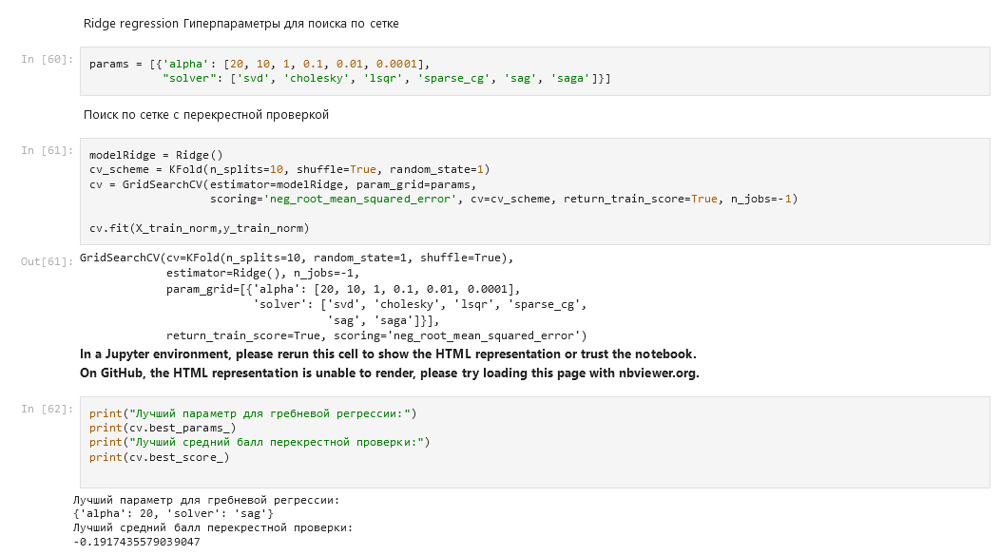 Ridge regression Гиперпараметры для поиска по сетке
In [60]:
params = [{'alpha': [20, 10, 1, 0.1, 0.01, 0.0001],
"solver": ['svd', 'cholesky', 'lsqr', 'sparse_cg', 'sag', 'saga']}]
Поиск по сетке с перекрестной проверкой
In [61]:
modelRidge = Ridge()
cv_scheme = KFold(n_splits=10, shuffle=True, random_state=1)
cv = GridSearchCV(estimator=modelRidge, param_grid=params,
scoring='neg_root_mean_squared_error', cv=cv_scheme, return_train_score=True, n_jobs=-1)
cv.fit(X_train_norm,y_train_norm)
Out[61]:
GridSearchCV(cv=KFold(n_splits=10, random_state=1, shuffle=True),
estimator=Ridge(), n_jobs=-1,
param_grid=[{'alpha': [20, 10, 1, 0.1, 0.01, 0.0001],
'solver': ['svd', 'cholesky', 'lsqr', 'sparse_cg',
'sag', 'saga']}],
return_train_score=True, scoring='neg_root_mean_squared_error')
In a Jupyter environment, please rerun this cell to show the HTML representation or trust the notebook.
On GitHub, the HTML representation is unable to render, please try loading this page with nbviewer.org.
In [62]:
print("Лучший параметр для гребневой регрессии:")
print(cv.best_params_)
print("Лучший средний балл перекрестной проверки:")
print(cv.best_score_)
Лучший параметр для гребневой регрессии:
{'alpha': 20, 'solver': 'sag'}
Лучший средний балл перекрестной проверки:
-0.1917435579039047